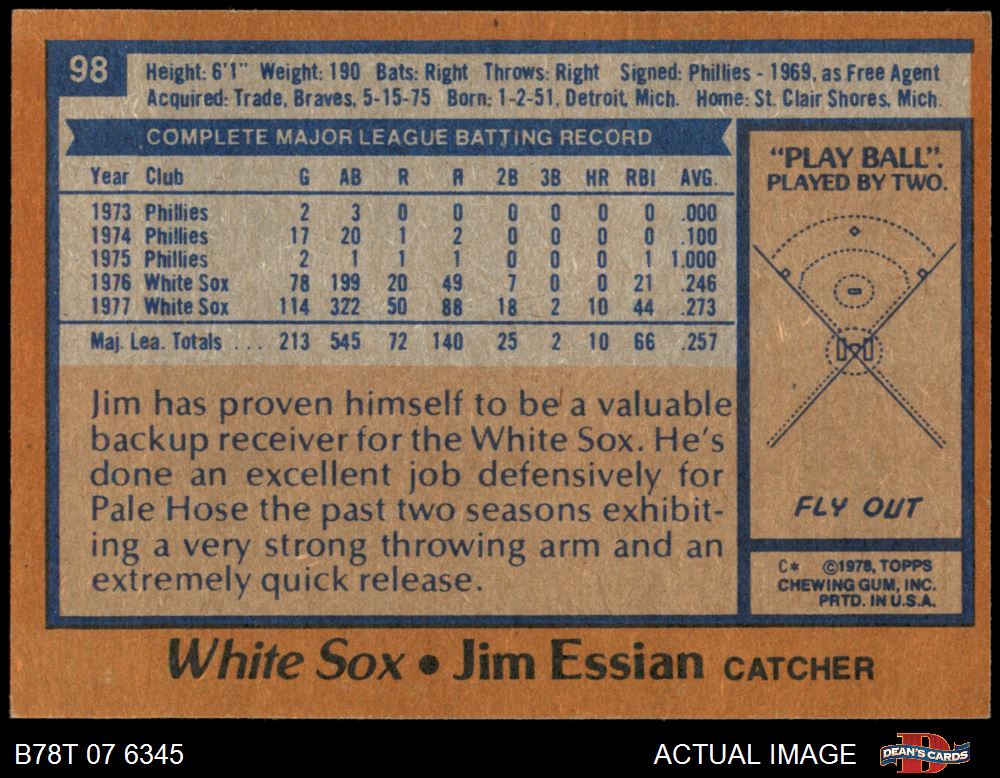 98
Height: 6'1" Weight: 190 Bats: Right Throws: Right Signed: Phillies - 1969, as Free Agent
Acquired: Trade, Braves, 5-15-75 Born: 1-2-51, Detroit, Mich. Home: St. Clair Shores, Mich.
COMPLETE MAJOR LEAGUE BATTING RECORD
Year Club G AB R H 2B 3B HR RBI AVG.
1973 Phillies 2 3 0 0 0 0 0 0 .000
1974 Phillies 17 20 1 2 0 0 0 0 .100
1975 Phillies 2 1 1 1 0 0 0 1 1.000
1976 White Sox 78 199 20 49 7 0 0 21 .246
1977 White Sox 114 322 50 88 18 2 10 44 .273
Maj. Lea. Totals . . . 213 545 72 140 25 2 10 66 .257
Jim has proven himself to be a valuable
backup receiver for the White Sox. He's
done an excellent job defensively for
Pale Hose the past two seasons exhibit-
ing a very strong throwing arm and an
extremely quick release.
"PLAY BALL".
PLAYED BY TWO.
FLY OUT
C* ©1978, TOPPS
CHEWING GUM, INC.
PRTD. IN U.S.A.
White Sox • Jim Essian CATCHER
B78T 07 6345
ACTUAL IMAGE
DEAN'S CARDS